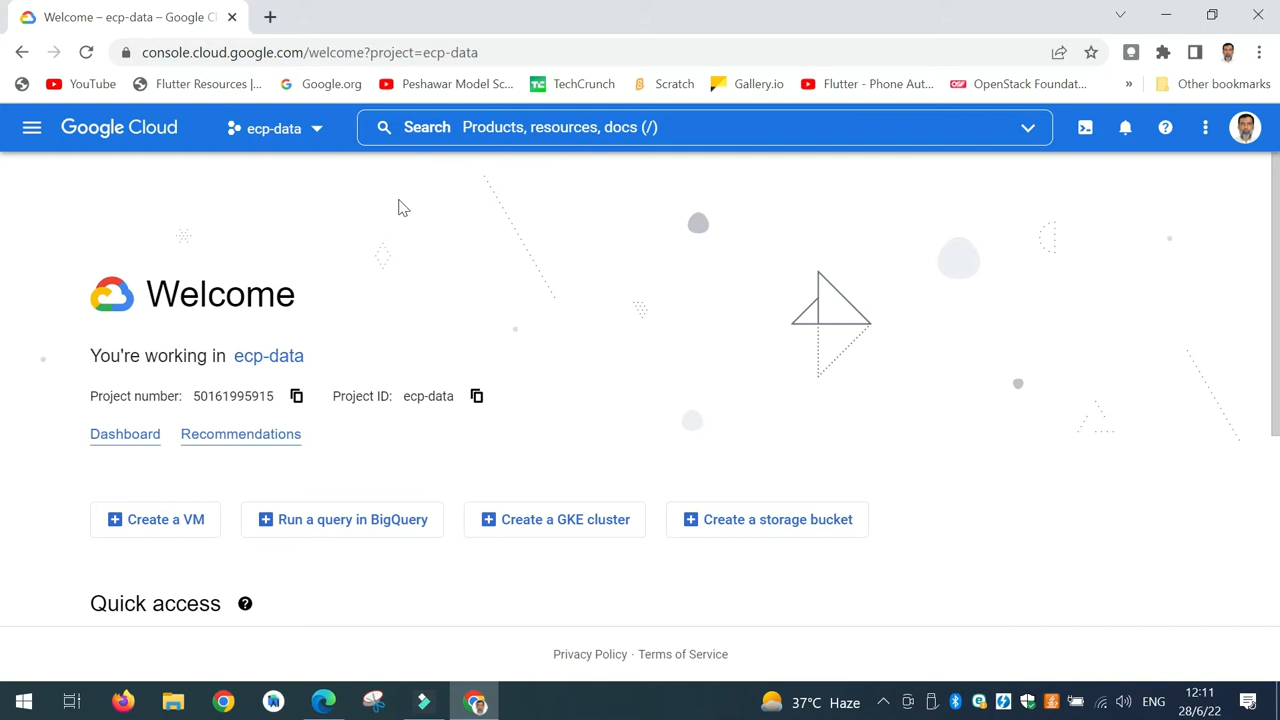 Welcome – ecp-data – Google C
console.cloud.google.com/welcome?project=ecp-data
YouTube
Flutter Resources |...
Google.org
Peshawar Model Sc...
TechCrunch
Scratch
Gallery.io
Flutter - Phone Aut...
OpenStack Foundat...
»
Other bookmarks
Google Cloud
ecp-data
Search Products, resources, docs (/)
Welcome
You're working in ecp-data
Project number: 50161995915
Project ID: ecp-data
Dashboard
Recommendations
Create a VM
Run a query in BigQuery
Create a GKE cluster
Create a storage bucket
Quick access
Privacy Policy · Terms of Service
37°C Haze
ENG
12:11
28/6/22